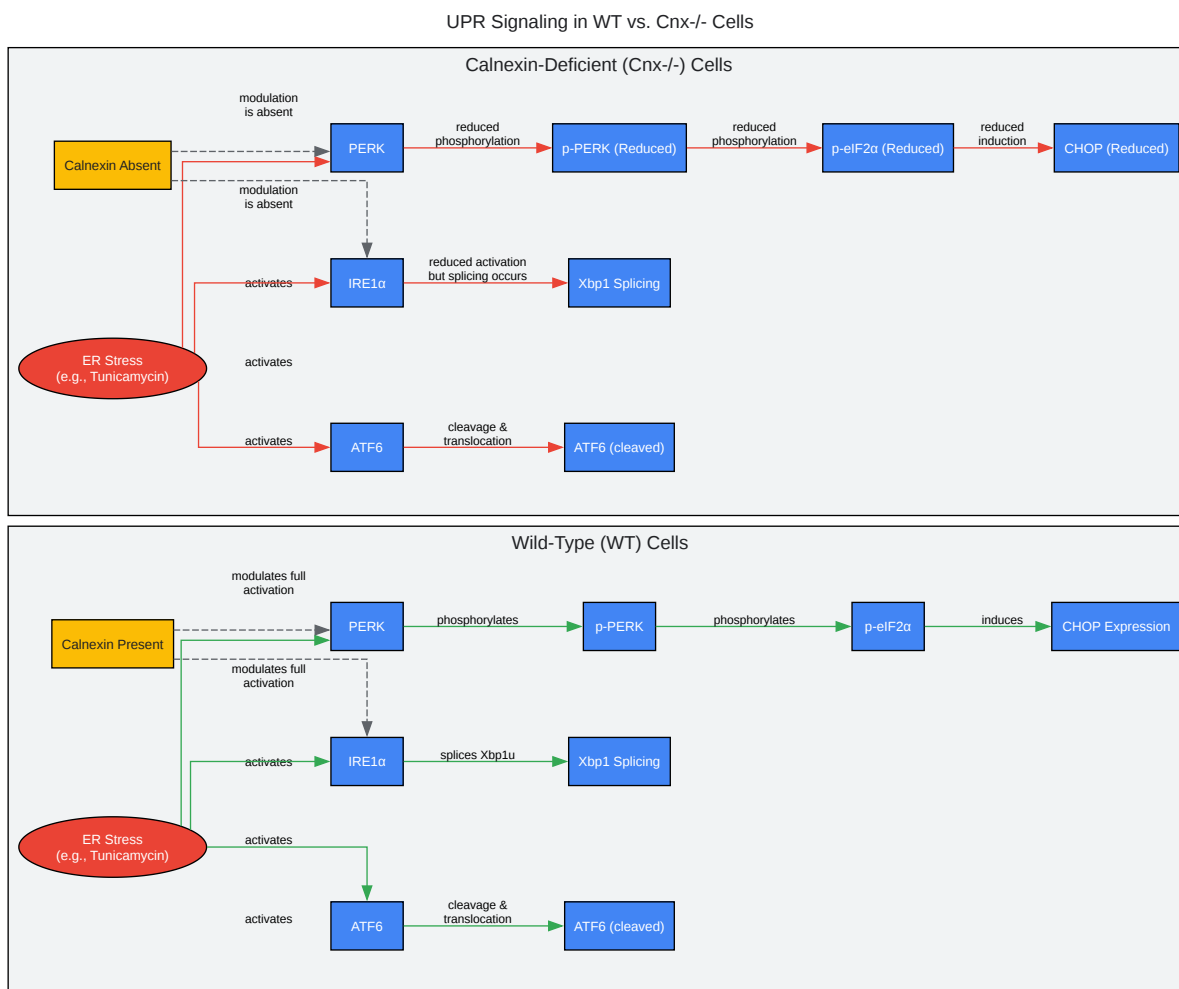 UPR Signaling in WT vs. Cnx-/- Cells
Calnexin-Deficient (Cnx-/-) Cells
modulation
is absent
Calnexin Absent
PERK
reduced
phosphorylation
p-PERK (Reduced)
reduced
phosphorylation
p-eIF2α (Reduced)
reduced
induction
CHOP (Reduced)
modulation
is absent
activates
IRE1α
reduced activation
but splicing occurs
Xbp1 Splicing
ER Stress
(e.g., Tunicamycin)
activates
activates
ATF6
cleavage &
translocation
ATF6 (cleaved)
Wild-Type (WT) Cells
modulates full
activation
Calnexin Present
PERK
phosphorylates
p-PERK
phosphorylates
p-eIF2α
induces
CHOP Expression
modulates full
activation
activates
IRE1α
splices Xbp1u
Xbp1 Splicing
ER Stress
(e.g., Tunicamycin)
activates
activates
ATF6
cleavage &
translocation
ATF6 (cleaved)